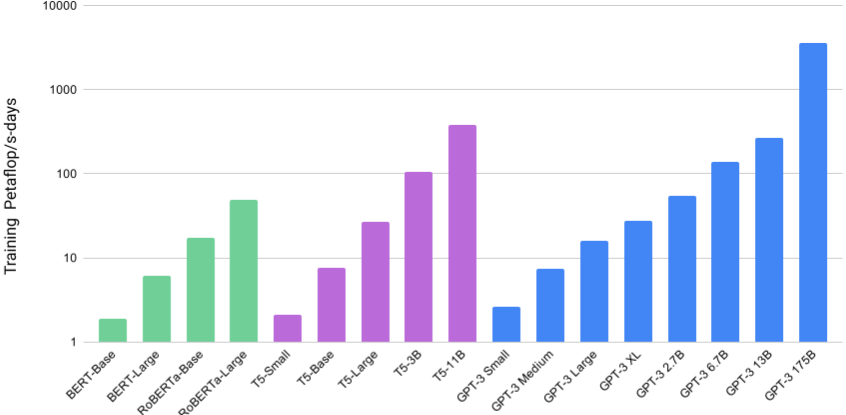 Training Petaflop/s-days
10000
1000
100
10
1
BERT-Base
BERT-Large
RoBERTa-Base
RoBERTa-Large
T5-Small
T5-Base
T5-Large
T5-3B
T5-11B
GPT-3 Small
GPT-3 Medium
GPT-3 Large
GPT-3 XL
GPT-3 2.7B
GPT-3 6.7B
GPT-3 13B
GPT-3 175B